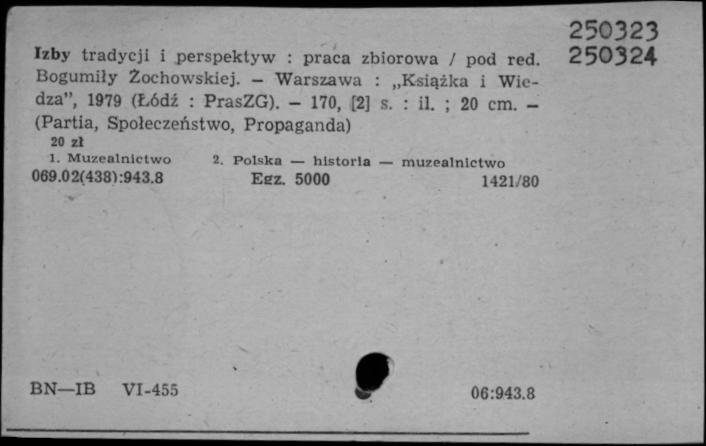 250323
250324
Izby tradycji i perspektyw : praca zbiorowa / pod red.
Bogumiły Żochowskiej. — Warszawa : „Książka i Wie-
dza”, 1979 (Łódź : PrasZG). — 170, [2] s. : il. ; 20 cm. —
(Partia, Społeczeństwo, Propaganda)
20 zł
1. Muzealnictwo 2. Polska — historia — muzealnictwo
069.02(438):943.8 Egz. 5000 1421/80
BN—IB VI-455 06:943.8